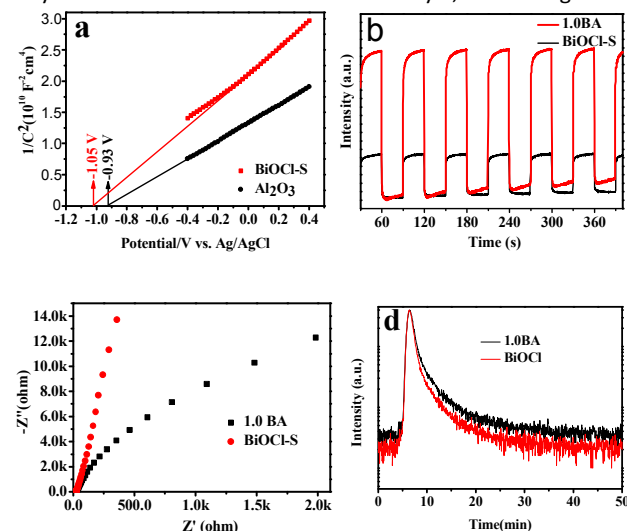 a
3.0
2.5
2.0
1.5
1.0
0.5
0
-1.2 -1.0 -0.8 -0.6 -0.4 -0.2 0.0 0.2 0.4
1/C²(10¹⁰ F⁻²cm⁴)
Potential/V vs. Ag/AgCl
-1.05 V
-0.93 V
BiOCl-S
Al₂O₃
b
1.0BA
BiOCl-S
Intensity (a.u.)
60 120 180 240 300 360
Time (s)
14.0k
12.0k
10.0k
8.0k
6.0k
4.0k
2.0k
0.0
0.0 500.0 1.0k 1.5k 2.0k
-Z''(ohm)
Z' (ohm)
1.0 BA
BiOCl-S
d
1.0BA
BiOCl
Intensity (a.u.)
0 10 20 30 40 50
Time(min)